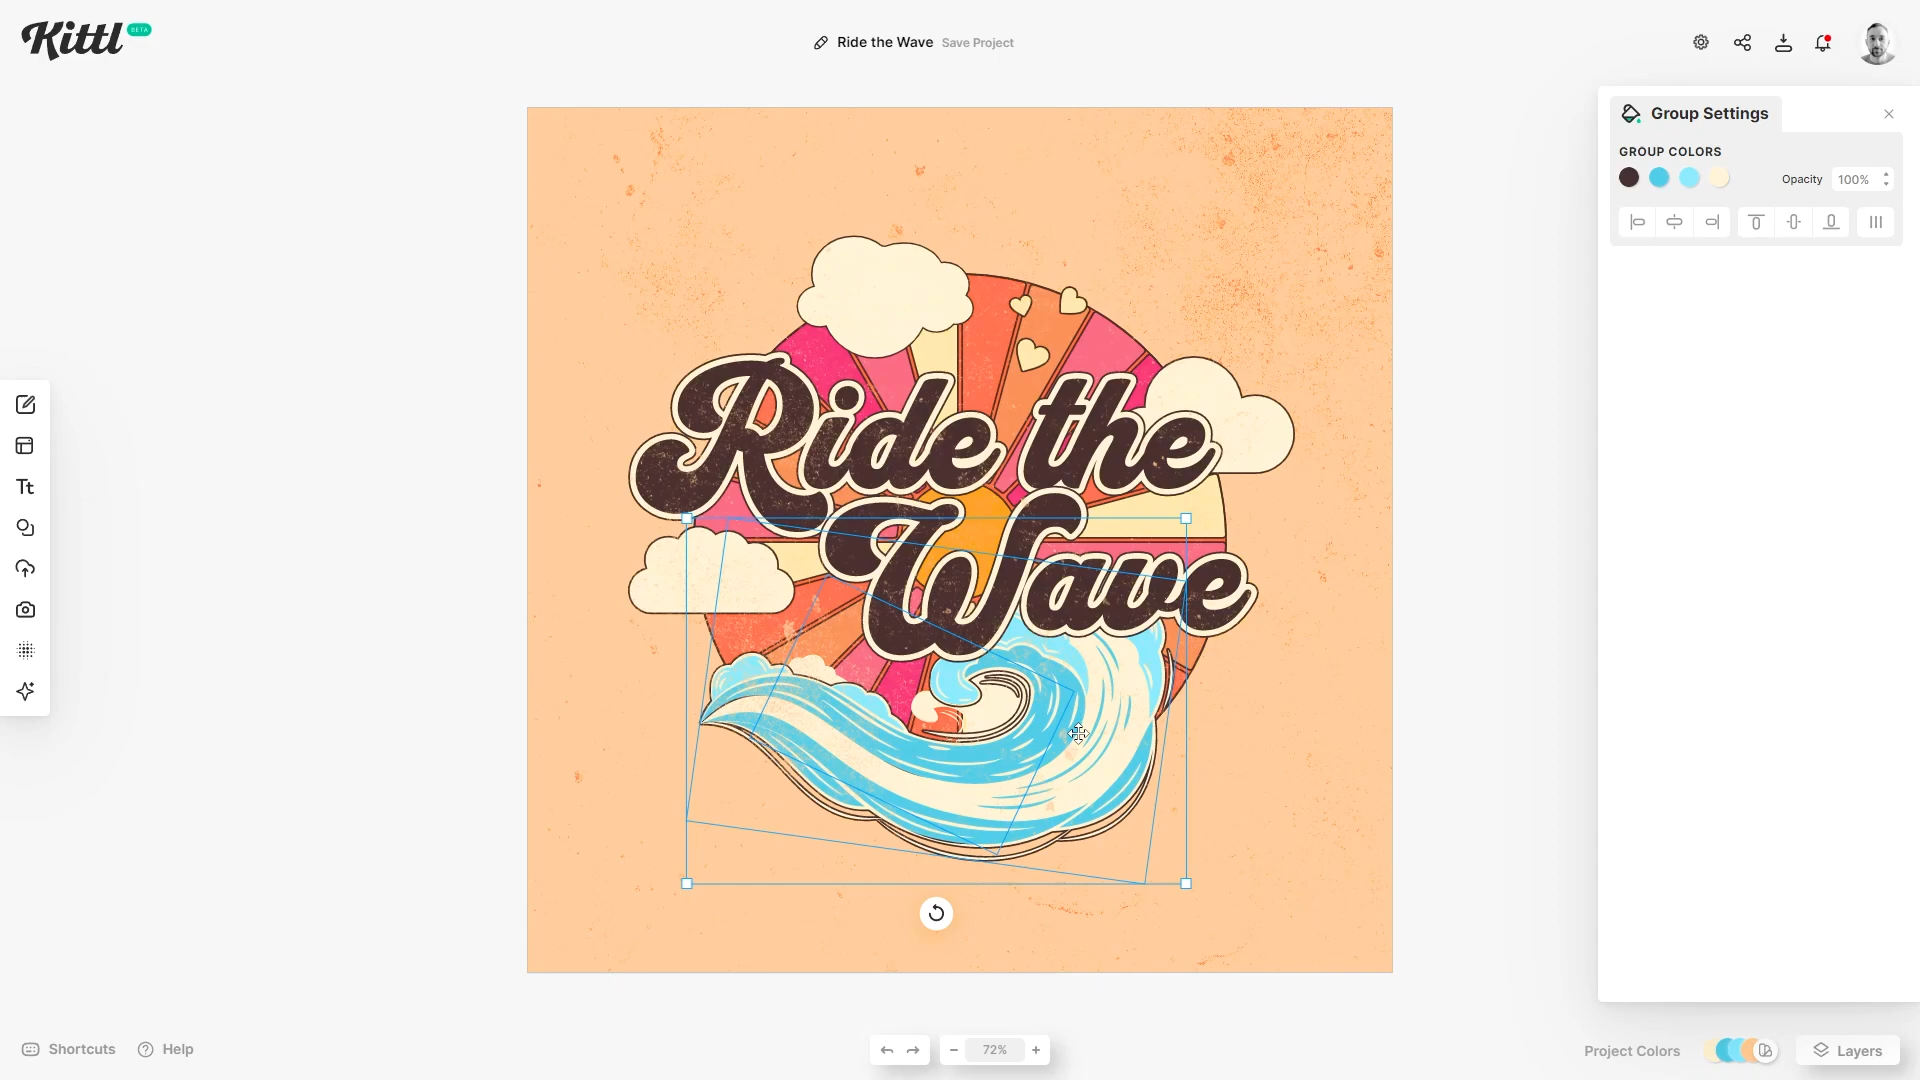 Kittl BETA
Ride the Wave Save Project
Group Settings
GROUP COLORS
Opacity 100%
Ride the
Wave
Tt
Shortcuts Help
72%
Project Colors
Layers